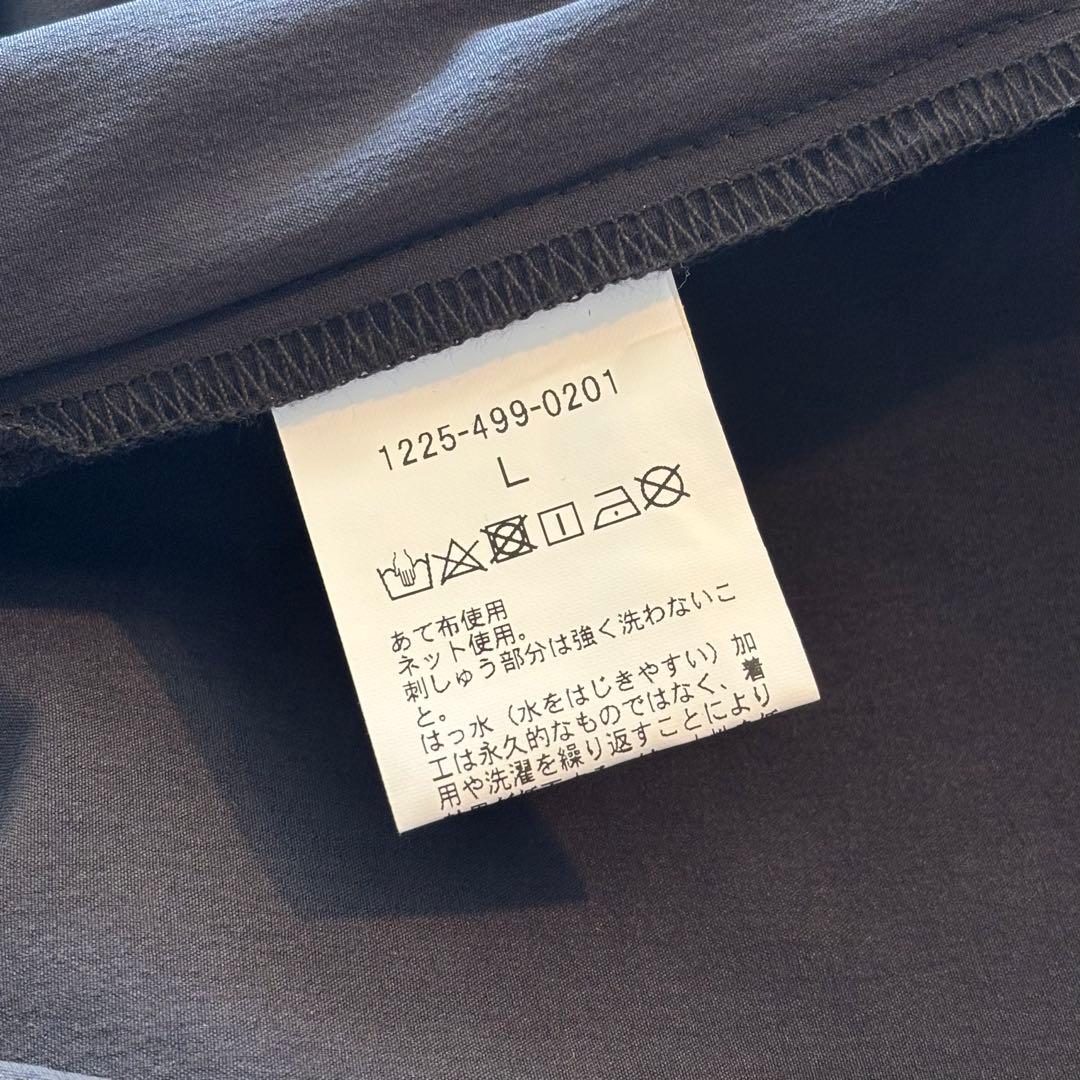 1225-499-0201
L
あて布使用
ネット使用。
刺しゅう部分は強く洗わないこ
と。
はっ水（水をはじきやすい）加
工は永久的なものではなく、着
用や洗濯を繰り返すことにより